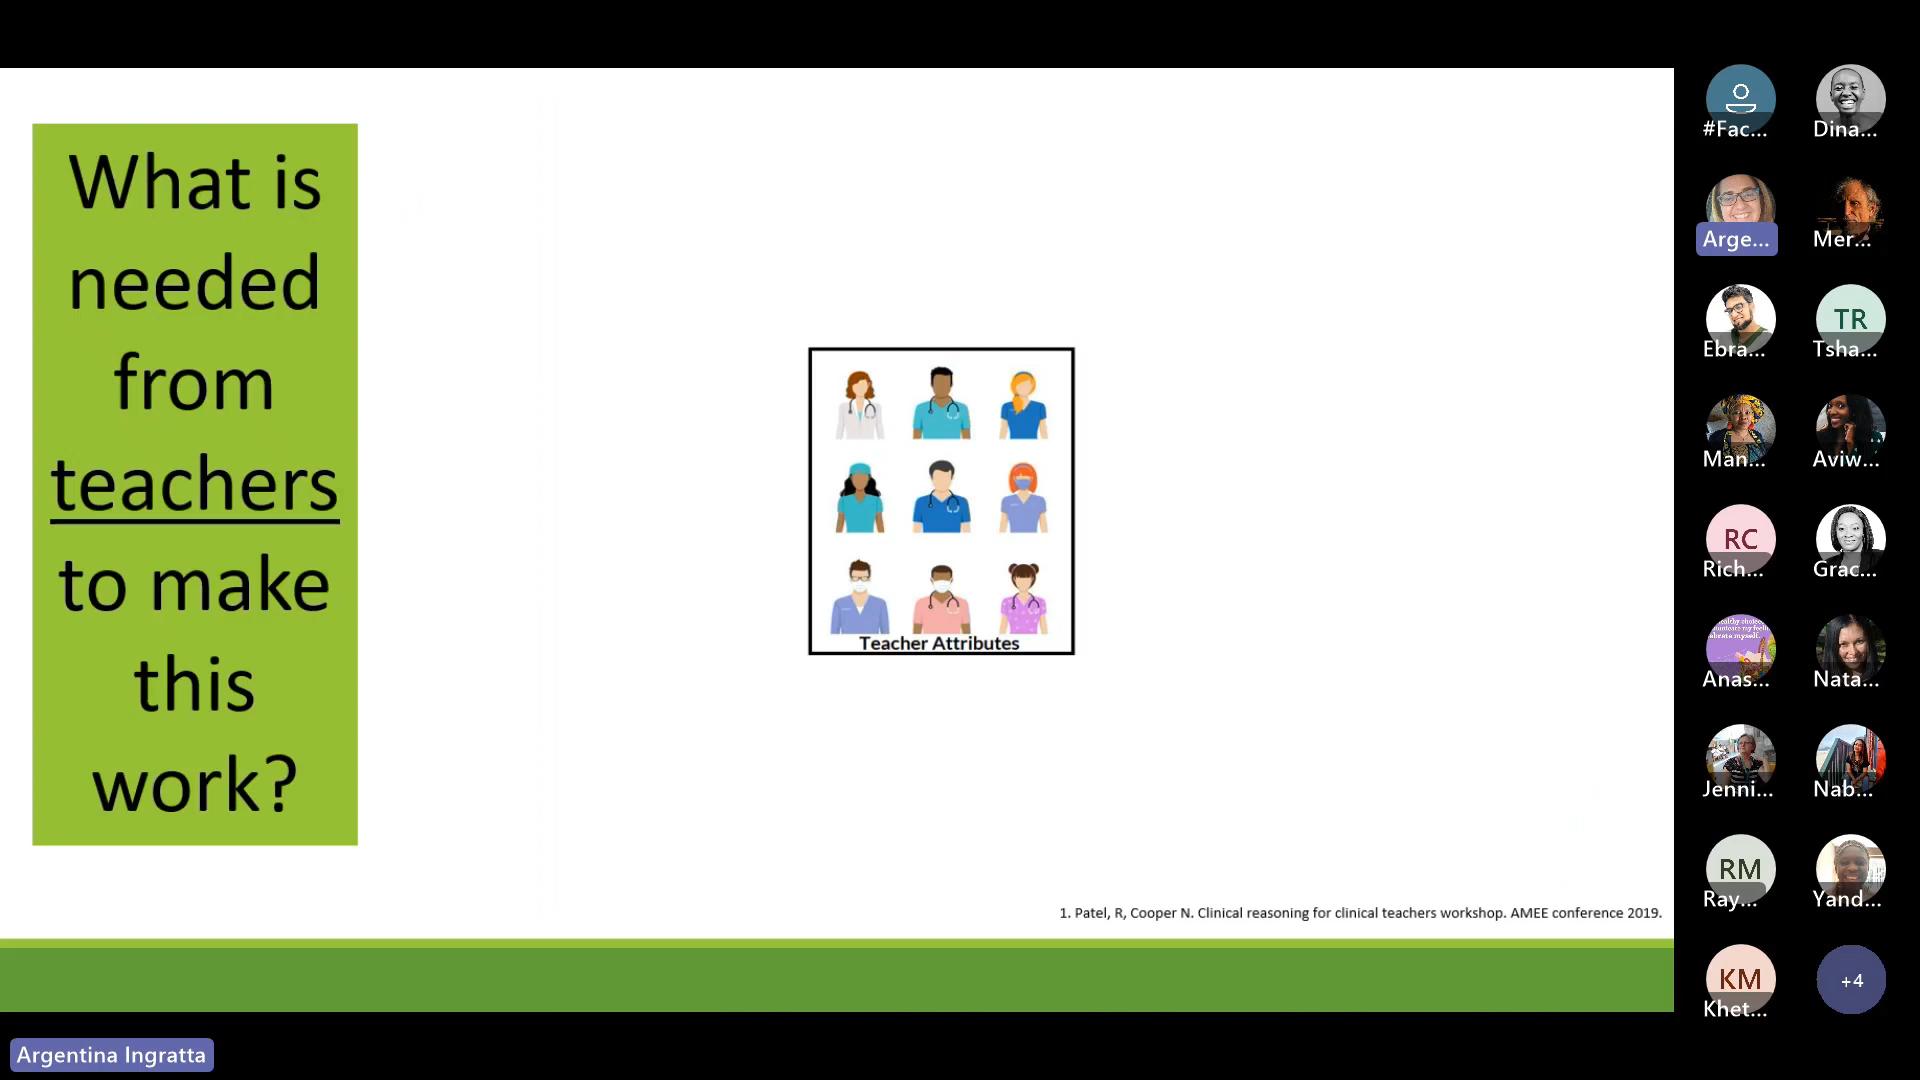 What is
needed
from
teachers
to make
this
work?
Teacher Attributes
1. Patel, R, Cooper N. Clinical reasoning for clinical teachers workshop. AMEE conference 2019.
#Fac...
Dina...
Arge...
Mer...
Ebra...
TR
Tsha...
Man...
Aviw...
RC
Rich...
Grac...
Anas...
Nata...
Jenni...
Nab...
RM
Ray...
Yand...
KM
Khet...
+4
Argentina Ingratta